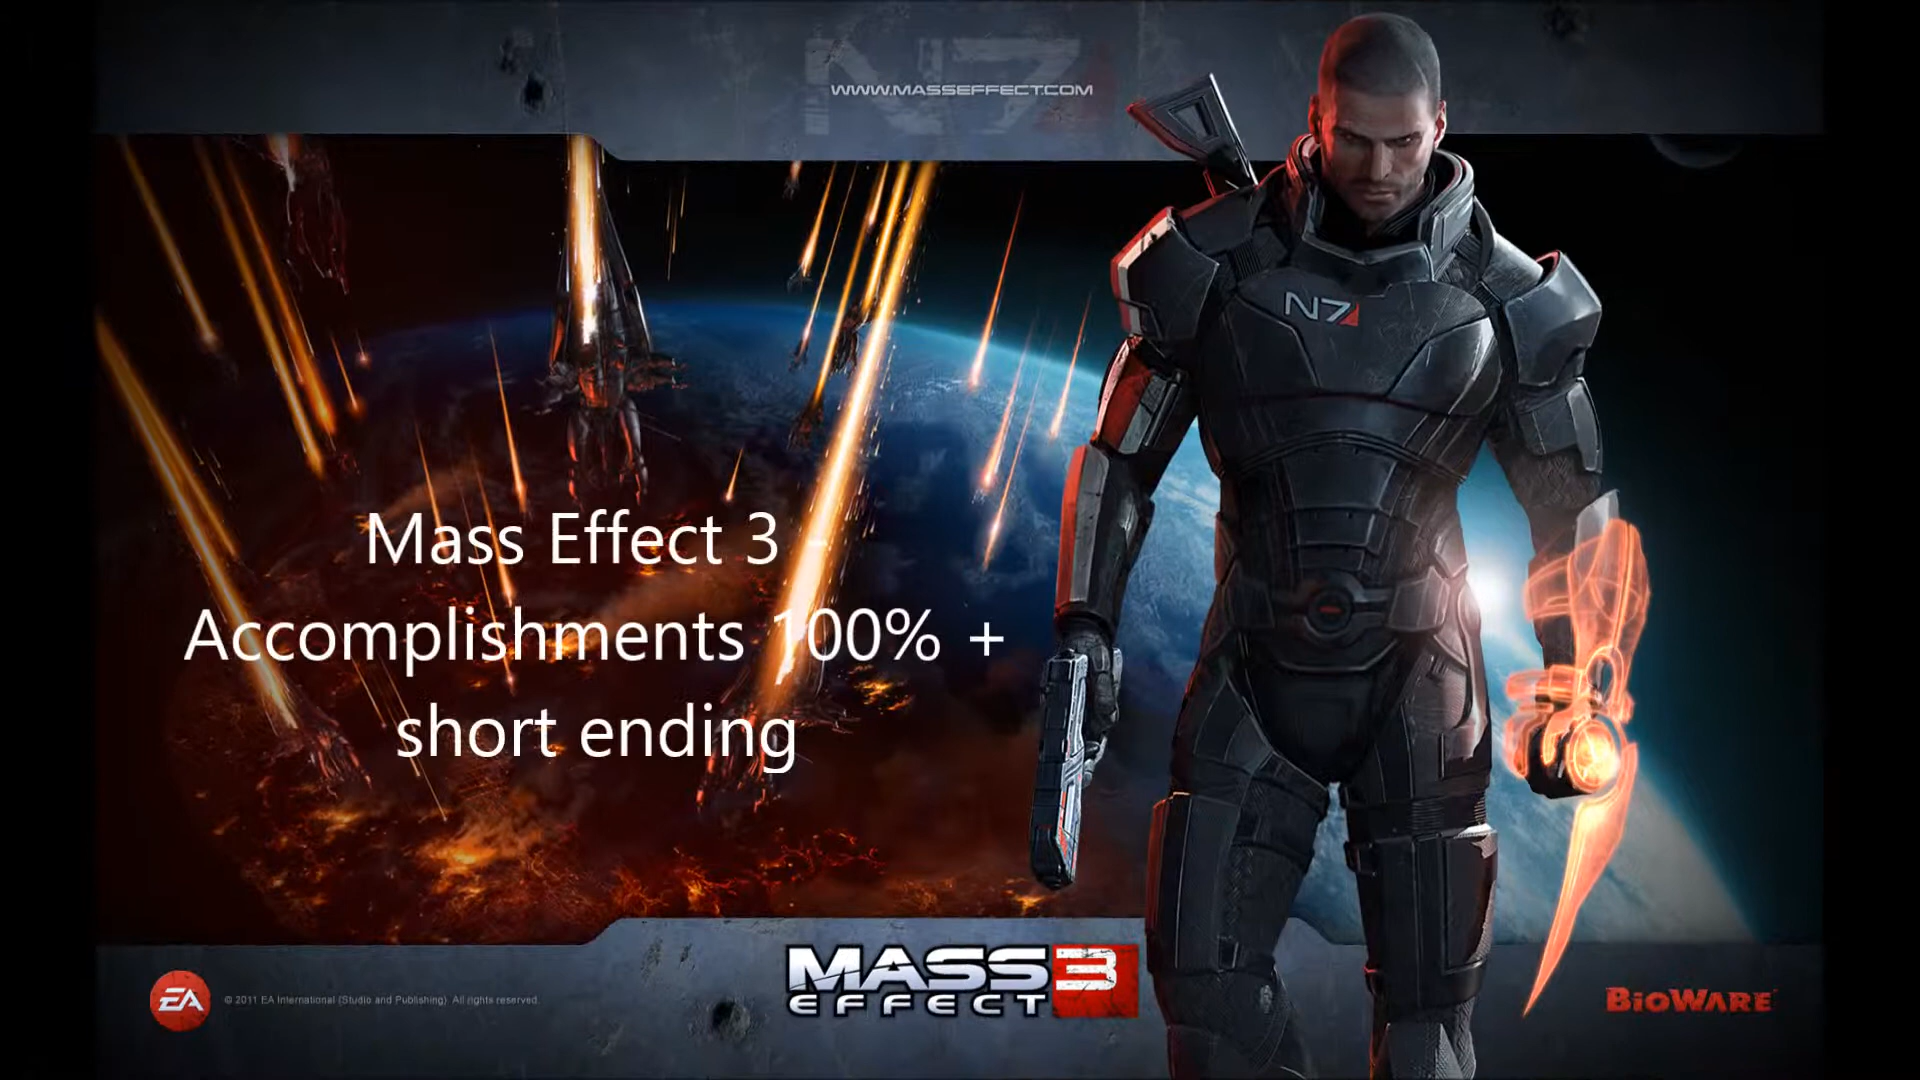 N7
WWW.MASSEFFECT.COM
N7
Mass Effect 3 -
Accomplishments 100% +
short ending
MASS 3
EFFECT
EA
© 2011 EA International (Studio and Publishing). All rights reserved.
BIOWARE